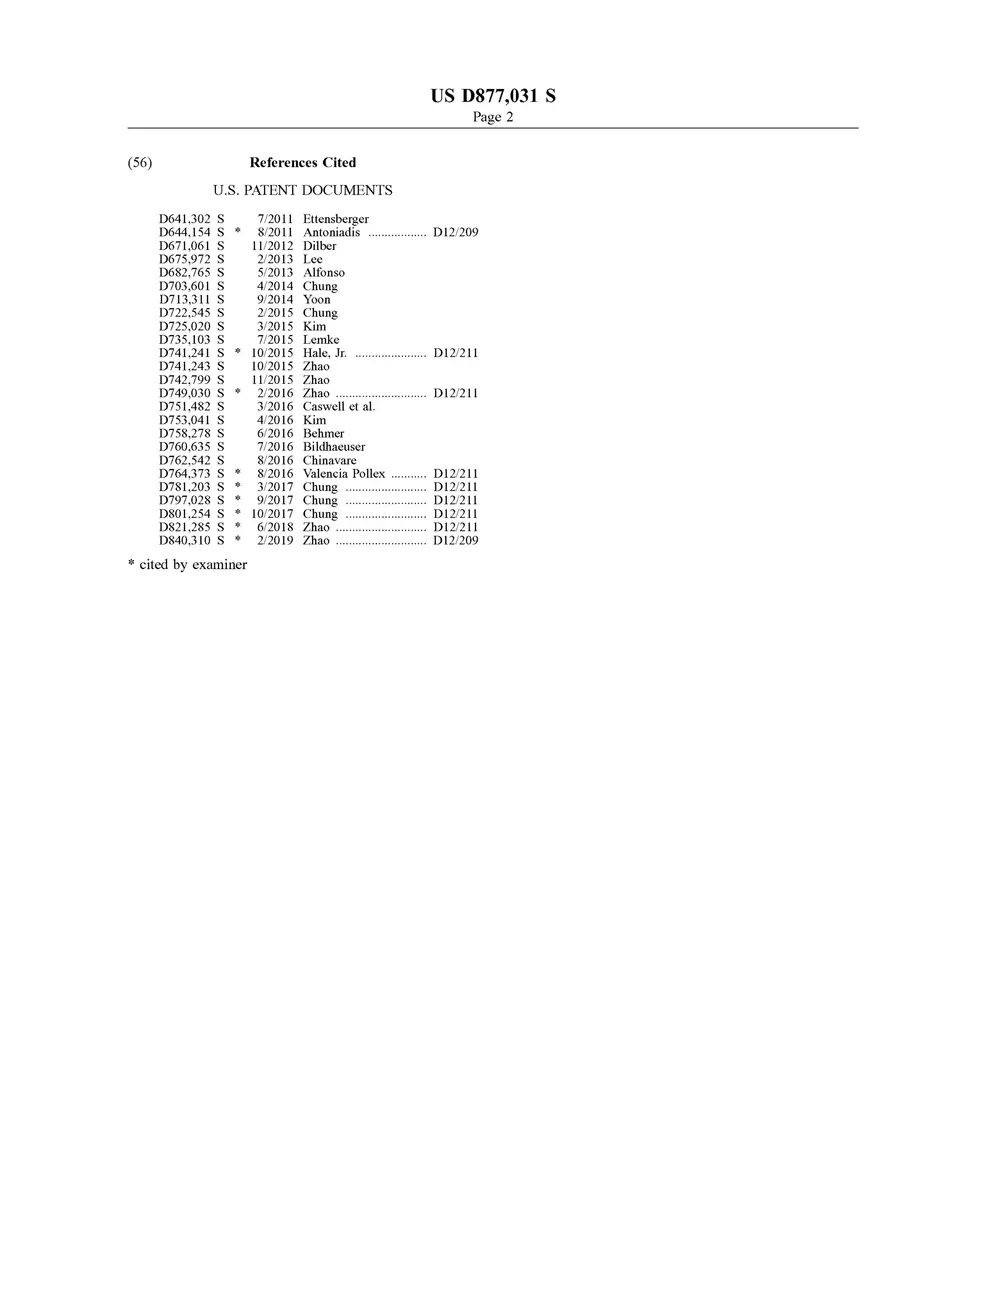 US D877,031 S
Page 2
(56) References Cited
U.S. PATENT DOCUMENTS
D641,302 S 7/2011 Ettensberger
D644,154 S * 8/2011 Antoniadis .................. D12/209
D671,061 S 11/2012 Dilber
D675,972 S 2/2013 Lee
D682,765 S 5/2013 Alfonso
D703,601 S 4/2014 Chung
D713,311 S 9/2014 Yoon
D722,545 S 2/2015 Chung
D725,020 S 3/2015 Kim
D735,103 S 7/2015 Lemke
D741,241 S * 10/2015 Hale, Jr. ...................... D12/211
D741,243 S 10/2015 Zhao
D742,799 S 11/2015 Zhao
D749,030 S * 2/2016 Zhao ............................ D12/211
D751,482 S 3/2016 Caswell et al.
D753,041 S 4/2016 Kim
D758,278 S 6/2016 Behmer
D760,635 S 7/2016 Bildhaeuser
D762,542 S 8/2016 Chinavare
D764,373 S * 8/2016 Valencia Pollex ........... D12/211
D781,203 S * 3/2017 Chung ......................... D12/211
D797,028 S * 9/2017 Chung ......................... D12/211
D801,254 S * 10/2017 Chung ......................... D12/211
D821,285 S * 6/2018 Zhao ............................ D12/211
D840,310 S * 2/2019 Zhao ............................ D12/209
* cited by examiner